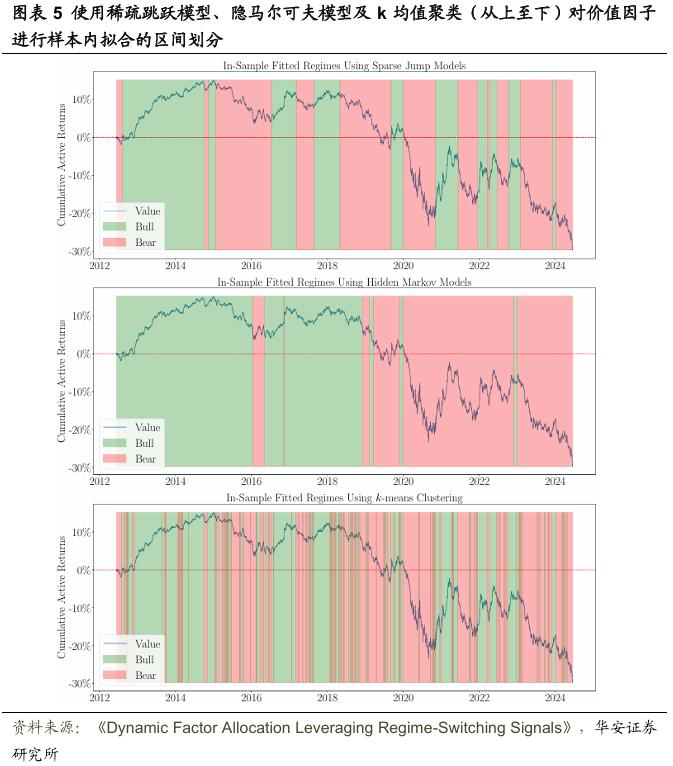 图表 5 使用稀疏跳跃模型、隐马尔可夫模型及 k 均值聚类（从上至下）对价值因子
进行样本内拟合的区间划分
In-Sample Fitted Regimes Using Sparse Jump Models
Cumulative Active Returns
10%
0%
-10%
-20%
-30%
Value
Bull
Bear
2012 2014 2016 2018 2020 2022 2024
In-Sample Fitted Regimes Using Hidden Markov Models
Cumulative Active Returns
10%
0%
-10%
-20%
-30%
Value
Bull
Bear
2012 2014 2016 2018 2020 2022 2024
In-Sample Fitted Regimes Using k-means Clustering
Cumulative Active Returns
10%
0%
-10%
-20%
-30%
Value
Bull
Bear
2012 2014 2016 2018 2020 2022 2024
资料来源：《Dynamic Factor Allocation Leveraging Regime-Switching Signals》，华安证券
研究所